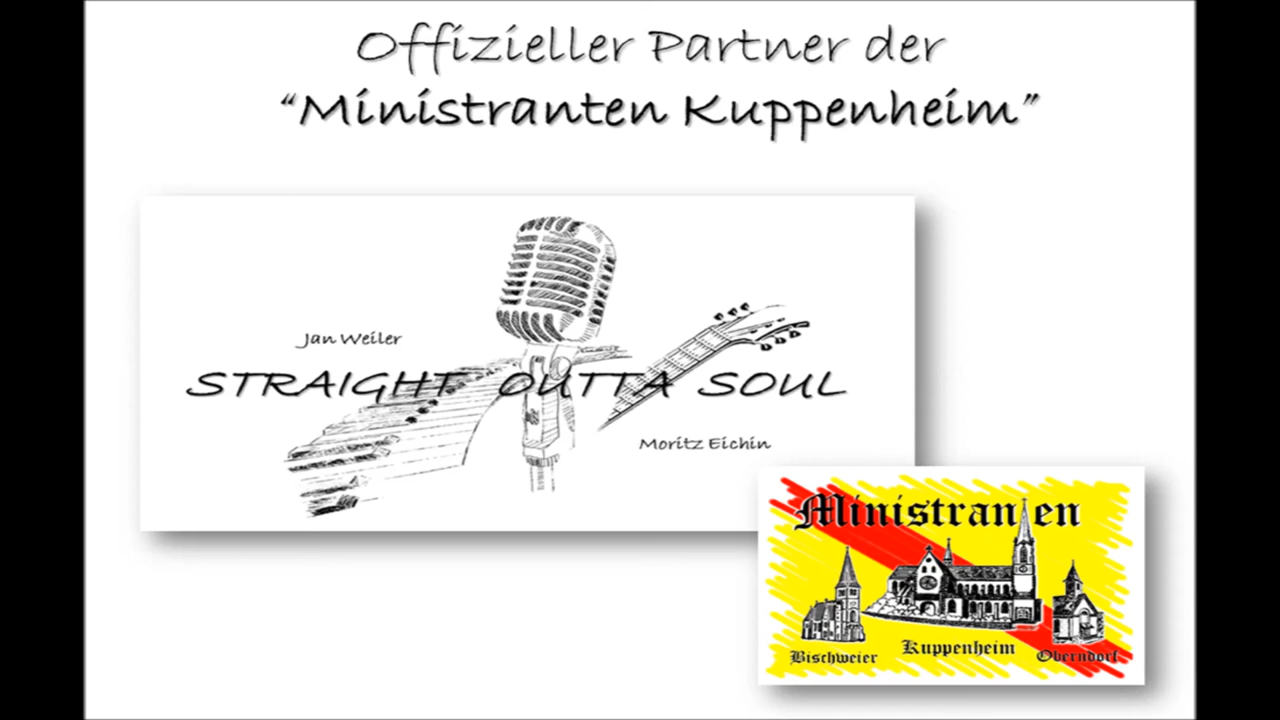 Offizieller Partner der
“Ministranten Kuppenheim”
Jan Weiler
STRAIGHT OUTTA SOUL
Moritz Eichin
Ministranten
Bischweier
Kuppenheim
Oberndorf